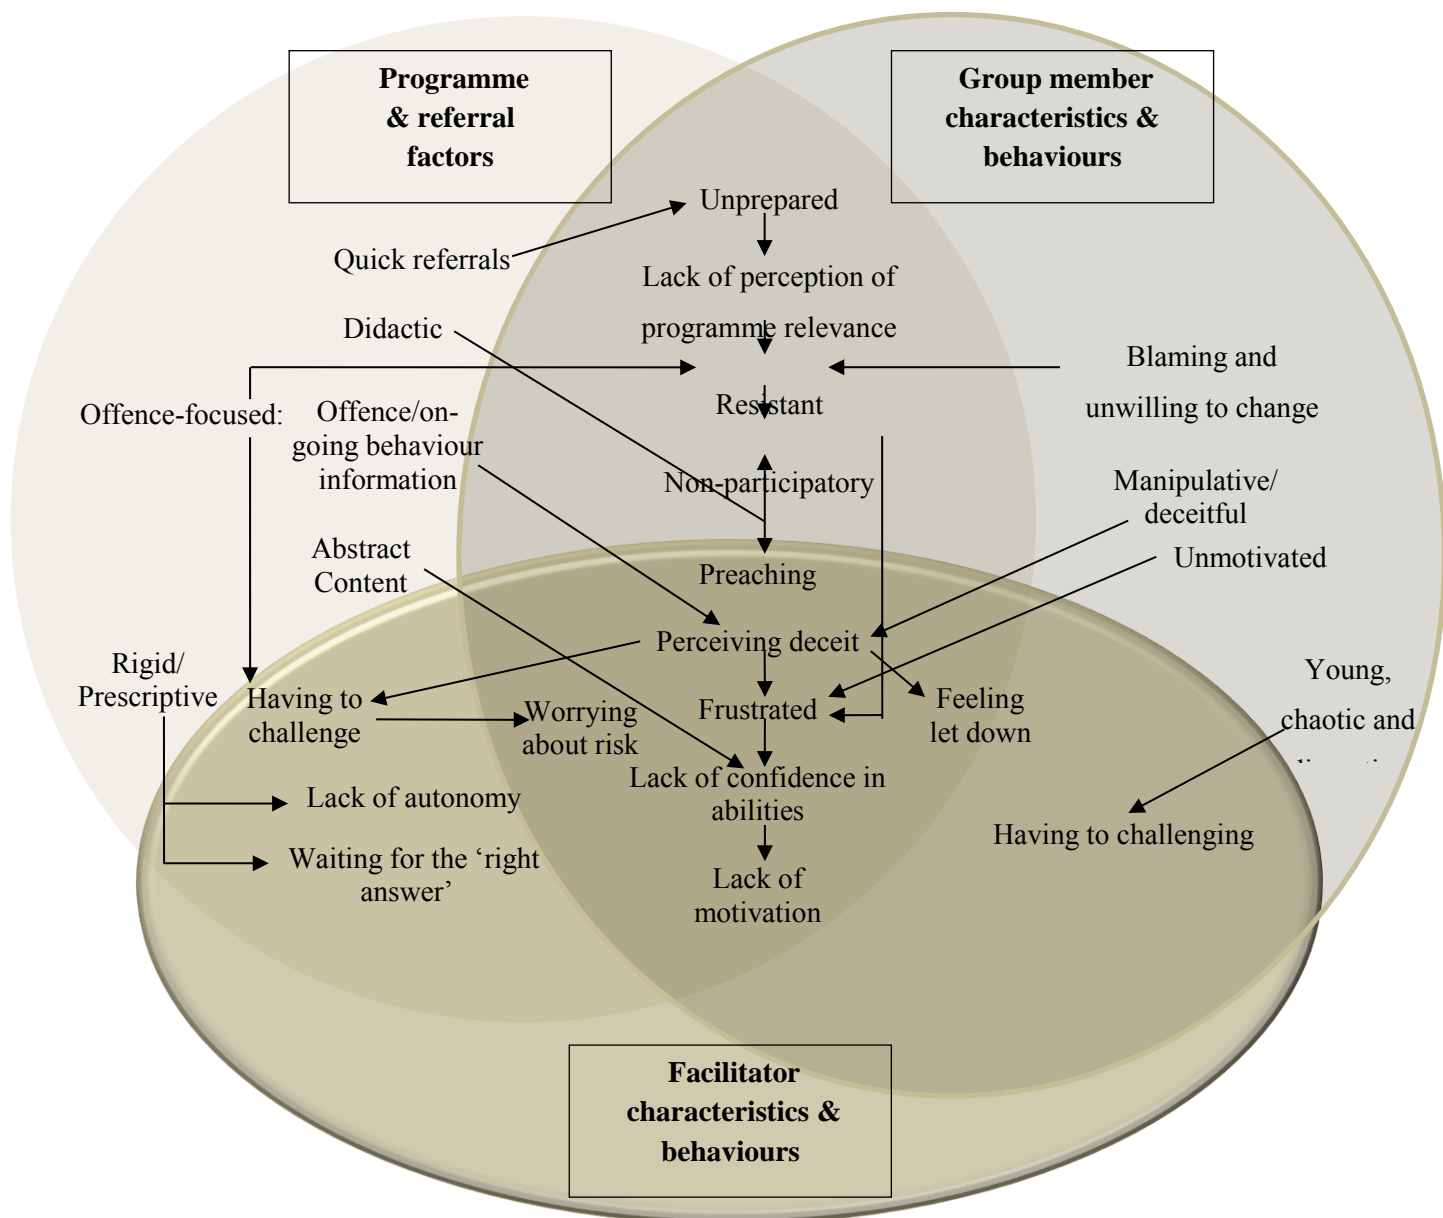 Programme
& referral
factors
Group member
characteristics &
behaviours
Unprepared
Quick referrals
Lack of perception of
programme relevance
Didactic
Blaming and
unwilling to change
Resistant
Offence-focused:
Offence/on-
going behaviour
information
Non-participatory
Manipulative/
deceitful
Unmotivated
Abstract
Content
Preaching
Perceiving deceit
Rigid/
Prescriptive
Having to
challenge
Worrying
about risk
Frustrated
Feeling
let down
Young,
chaotic and
Lack of confidence in
abilities
Lack of autonomy
Having to challenging
Waiting for the ‘right
answer’
Lack of
motivation
Facilitator
characteristics &
behaviours